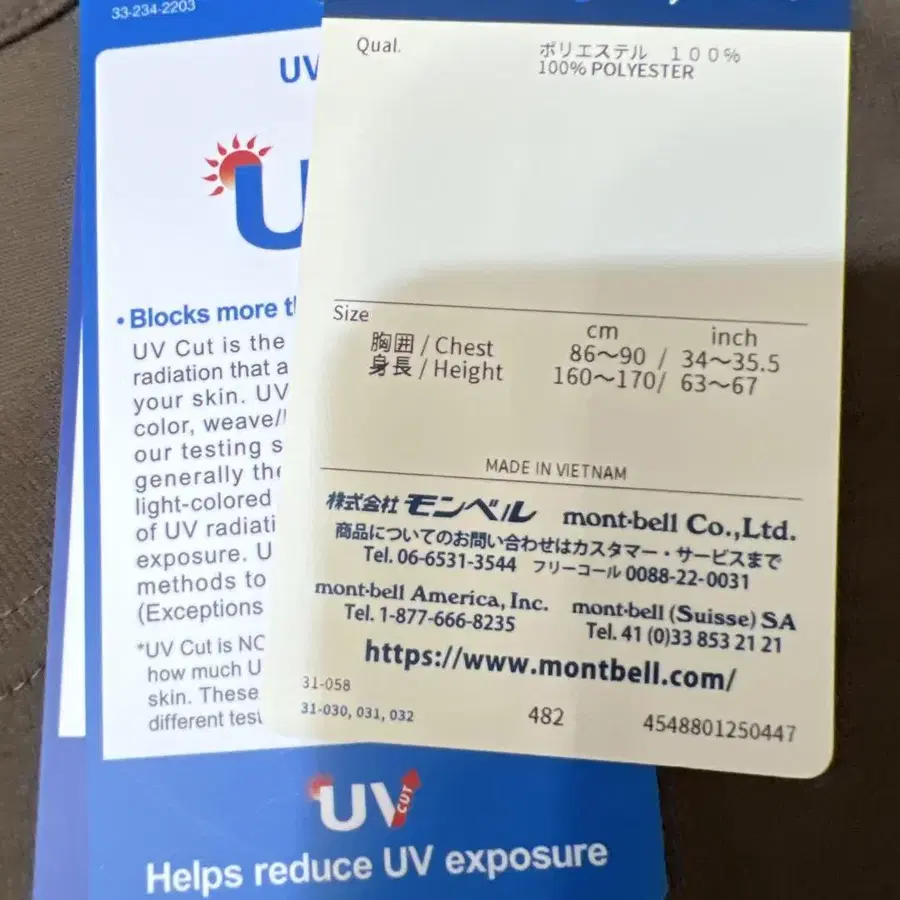 33-234-2203
UV
U
• Blocks more t
UV Cut is the
radiation that a
your skin. UV
color, weave/
our testing s
generally the
light-colored
of UV radiati
exposure. U
methods to
(Exceptions
*UV Cut is NO
how much U
skin. These
different test
UV CUT
Helps reduce UV exposure
Qual.
ポリエステル １００％
100% POLYESTER
Size
cm inch
胸囲 / Chest 86〜90 / 34〜35.5
身長 / Height 160〜170/ 63〜67
MADE IN VIETNAM
株式会社 モンベル mont-bell Co.,Ltd.
商品についてのお問い合わせはカスタマー・サービスまで
Tel. 06-6531-3544 フリーコール 0088-22-0031
mont-bell America, Inc. mont-bell (Suisse) SA
Tel. 1-877-666-8235 Tel. 41 (0)33 853 21 21
https://www.montbell.com/
31-058
31-030, 031, 032 482 4548801250447